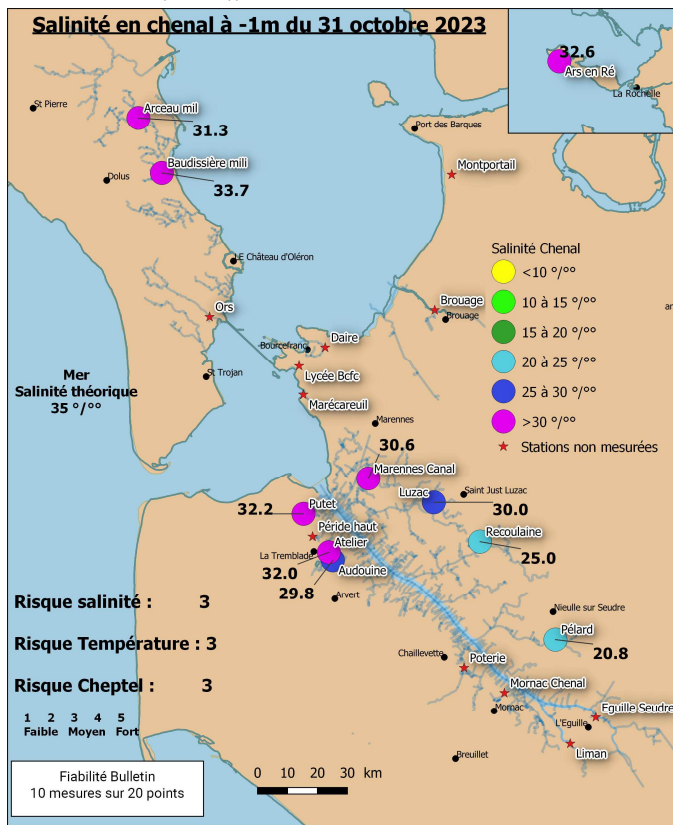 Salinité en chenal à -1m du 31 octobre 2023
32.6
Ars en Ré
La Rochelle
St Pierre
Arceau mil
31.3
Port des Barques
Baudissière mili
Dolus
33.7
Montportail
LE Château d'Oléron
Salinité Chenal
<10 °/°°
10 à 15 °/°°
15 à 20 °/°°
20 à 25 °/°°
25 à 30 °/°°
>30 °/°°
Stations non mesurées
Ors
Brouage
Brouage
Bourcefranc
Daire
Lycée Bcfc
St Trojan
Mer
Salinité théorique
35 °/°°
Marécareuil
Marennes
30.6
Marennes Canal
Luzac
Saint Just Luzac
30.0
32.2
Putet
Péride haut
Atelier
La Tremblade
32.0
Audouine
29.8
Arvert
Recoulaine
25.0
Nieulle sur Seudre
Pélard
20.8
Chaillevette
Poterie
Mornac Chenal
Mornac
Eguille Seudre
L'Eguille
Liman
Breuillet
Risque salinité : 3
Risque Température : 3
Risque Cheptel : 3
1 2 3 4 5
Faible Moyen Fort
Fiabilité Bulletin
10 mesures sur 20 points
0 10 20 30 km